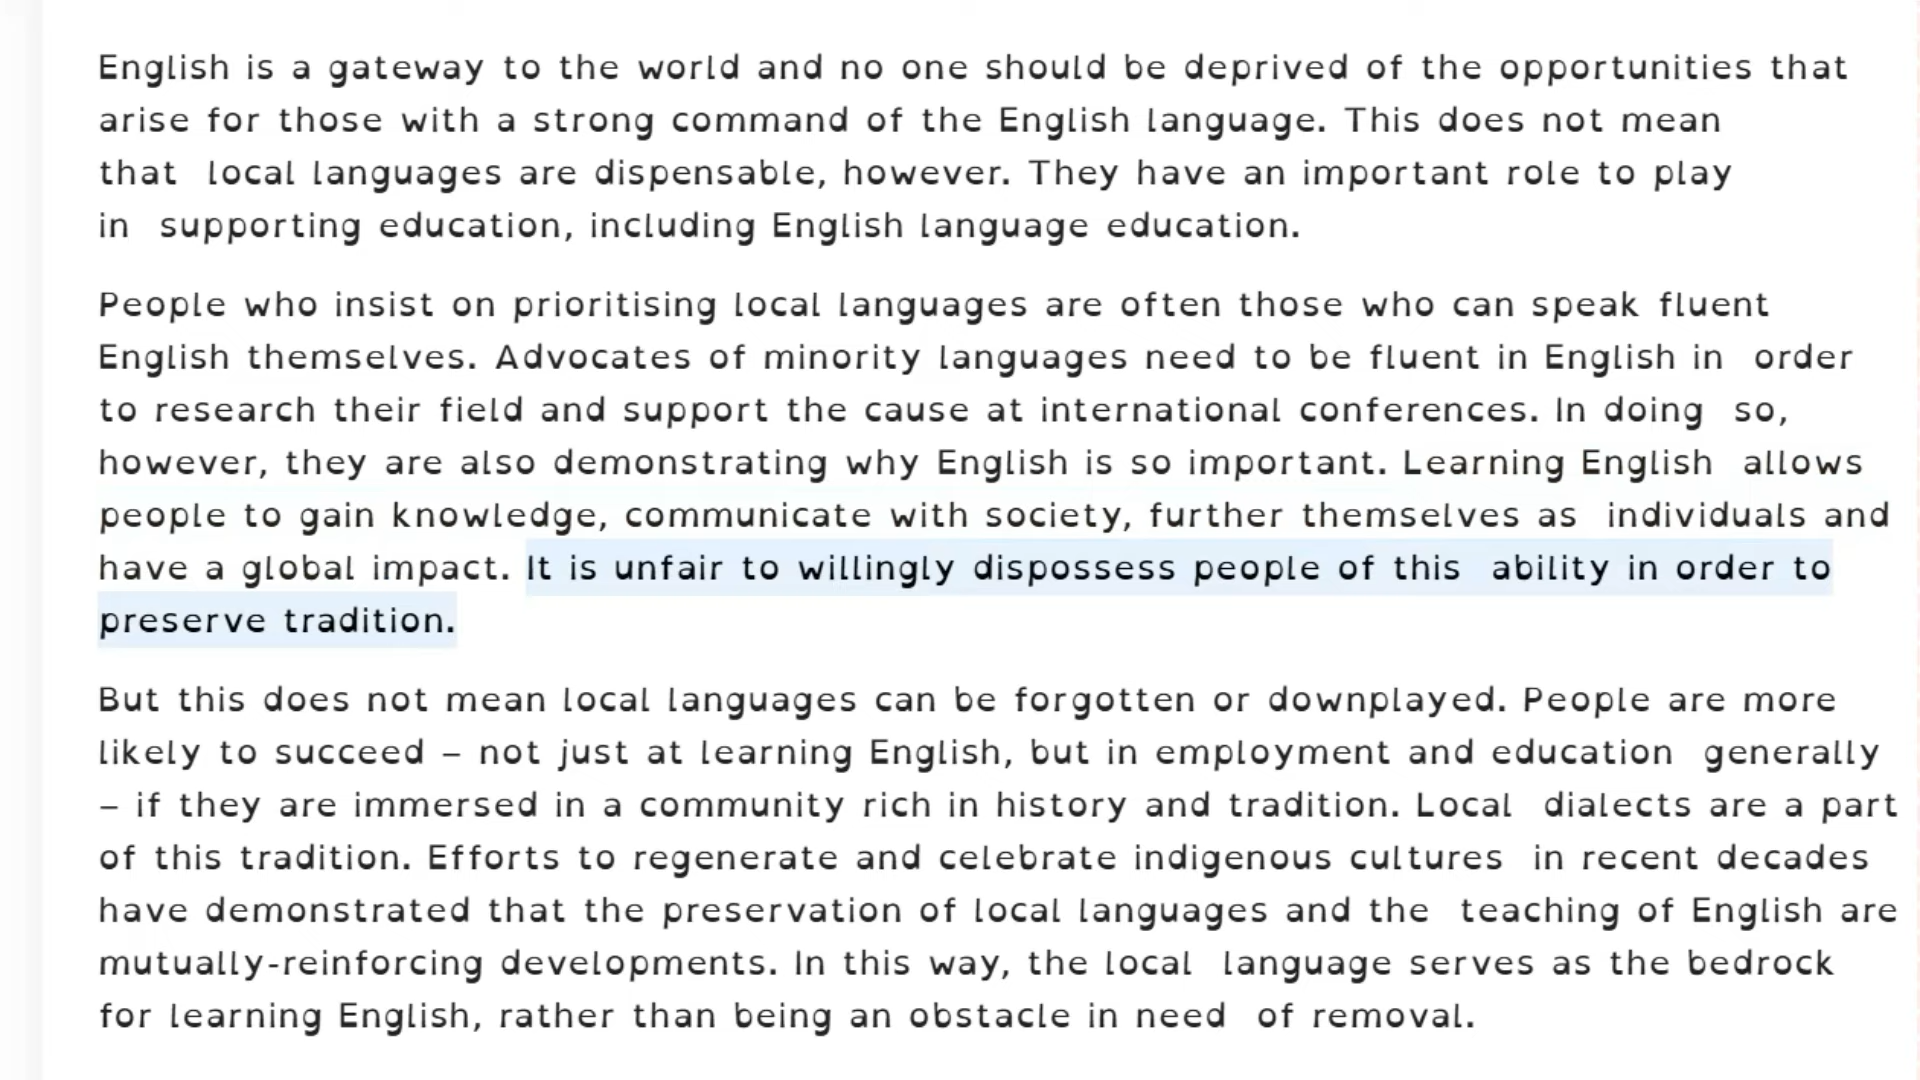 English is a gateway to the world and no one should be deprived of the opportunities that
arise for those with a strong command of the English language. This does not mean
that local languages are dispensable, however. They have an important role to play
in supporting education, including English language education.
People who insist on prioritising local languages are often those who can speak fluent
English themselves. Advocates of minority languages need to be fluent in English in order
to research their field and support the cause at international conferences. In doing so,
however, they are also demonstrating why English is so important. Learning English allows
people to gain knowledge, communicate with society, further themselves as individuals and
have a global impact. It is unfair to willingly dispossess people of this ability in order to
preserve tradition.
But this does not mean local languages can be forgotten or downplayed. People are more
likely to succeed – not just at learning English, but in employment and education generally
– if they are immersed in a community rich in history and tradition. Local dialects are a part
of this tradition. Efforts to regenerate and celebrate indigenous cultures in recent decades
have demonstrated that the preservation of local languages and the teaching of English are
mutually-reinforcing developments. In this way, the local language serves as the bedrock
for learning English, rather than being an obstacle in need of removal.